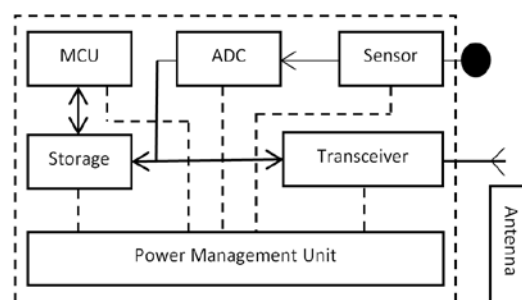 MCU
ADC
Sensor
Storage
Transceiver
Power Management Unit
Antenna